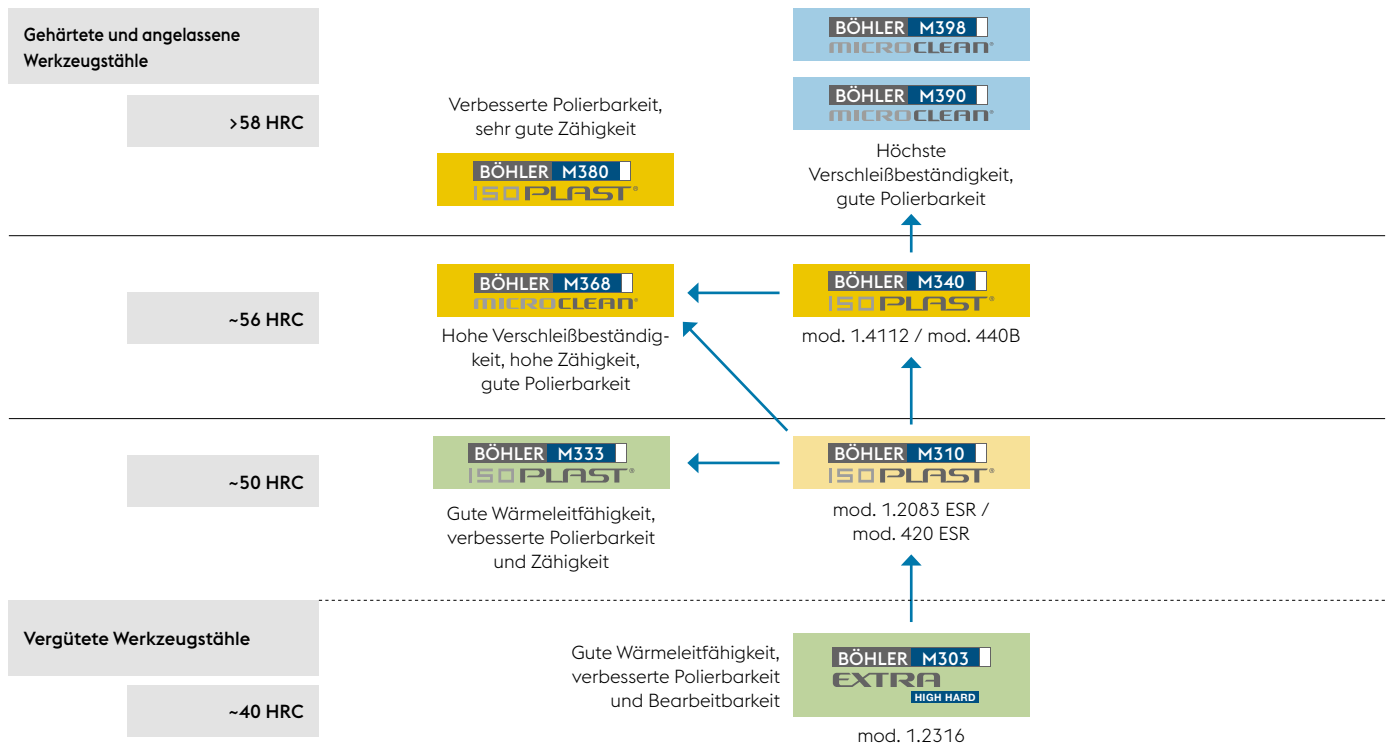 Gehärtete und angelassene
Werkzeugstähle
>58 HRC
Verbesserte Polierbarkeit,
sehr gute Zähigkeit
BÖHLER M380
ISOPLAST®
BÖHLER M398
MICROCLEAN®
BÖHLER M390
MICROCLEAN®
Höchste
Verschleißbeständigkeit,
gute Polierbarkeit
~56 HRC
BÖHLER M368
MICROCLEAN®
Hohe Verschleißbeständig-
keit, hohe Zähigkeit,
gute Polierbarkeit
BÖHLER M340
ISOPLAST®
mod. 1.4112 / mod. 440B
~50 HRC
BÖHLER M333
ISOPLAST®
Gute Wärmeleitfähigkeit,
verbesserte Polierbarkeit
und Zähigkeit
BÖHLER M310
ISOPLAST®
mod. 1.2083 ESR /
mod. 420 ESR
Vergütete Werkzeugstähle
~40 HRC
Gute Wärmeleitfähigkeit,
verbesserte Polierbarkeit
und Bearbeitbarkeit
BÖHLER M303
EXTRA
HIGH HARD
mod. 1.2316